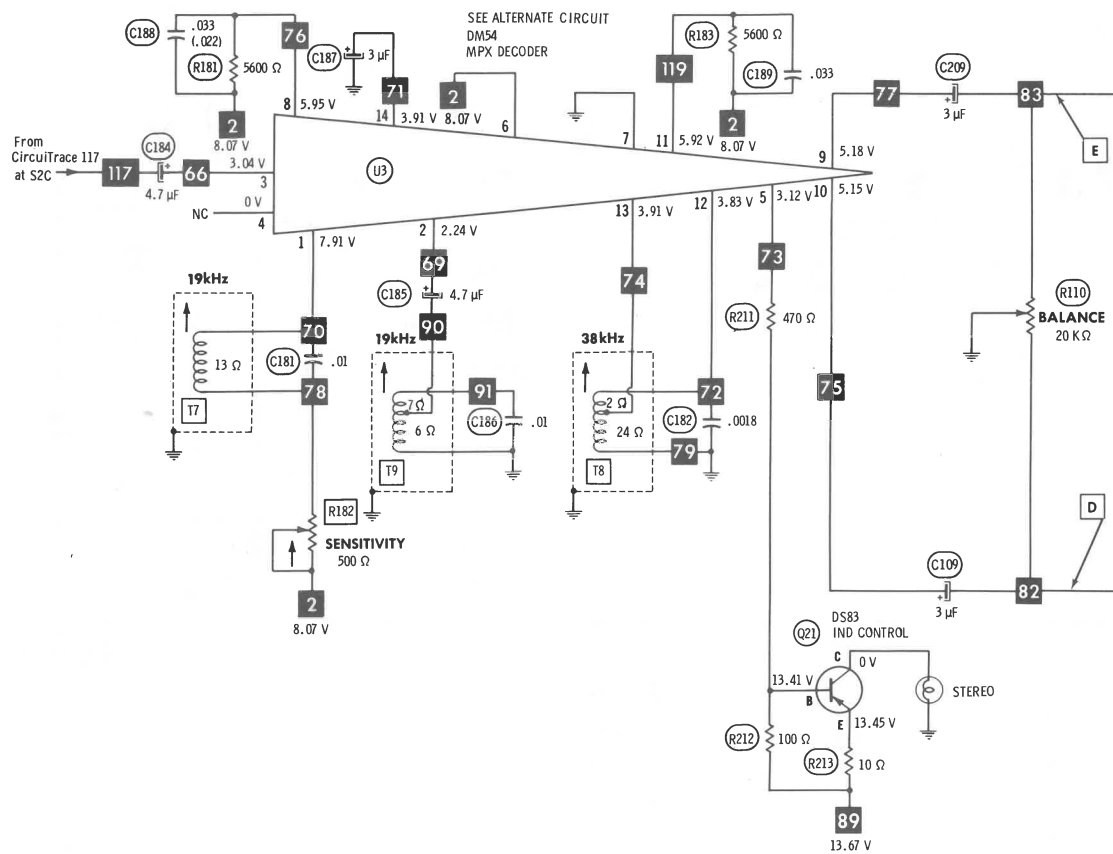 SEE ALTERNATE CIRCUIT
DM54
MPX DECODER
C188
.033
(.022)
R181
5600 Ω
76
2
8.07 V
8
5.95 V
C187
3 µF
71
14
3.91 V
2
8.07 V
6
7
119
11
5.92 V
R183
5600 Ω
C189
.033
2
8.07 V
77
C209
3 µF
83
E
9
5.18 V
10
5.15 V
From
CircuiTrace 117
at S2C
117
C184
4.7 µF
66
3.04 V
3
0 V
NC
4
U3
1
7.91 V
2
2.24 V
13
3.91 V
12
3.83 V
5
3.12 V
69
C185
4.7 µF
90
74
73
R211
470 Ω
R110
BALANCE
20 KΩ
19kHz
13 Ω
T7
70
C181
.01
78
19kHz
7Ω
6 Ω
T9
91
C186
.01
38kHz
2 Ω
24 Ω
T8
72
C182
.0018
79
75
R182
SENSITIVITY
500 Ω
2
8.07 V
D
C109
3 µF
82
DS83
IND CONTROL
Q21
C
0 V
13.41 V
B
E
13.45 V
STEREO
R212
100 Ω
R213
10 Ω
89
13.67 V
+
+
+
+
+